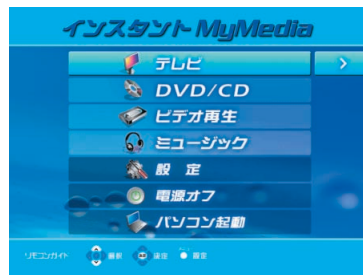 インスタント MyMedia
テレビ
DVD/CD
ビデオ再生
ミュージック
設 定
電源オフ
パソコン起動
リモコンガイド 選択 決定 設定